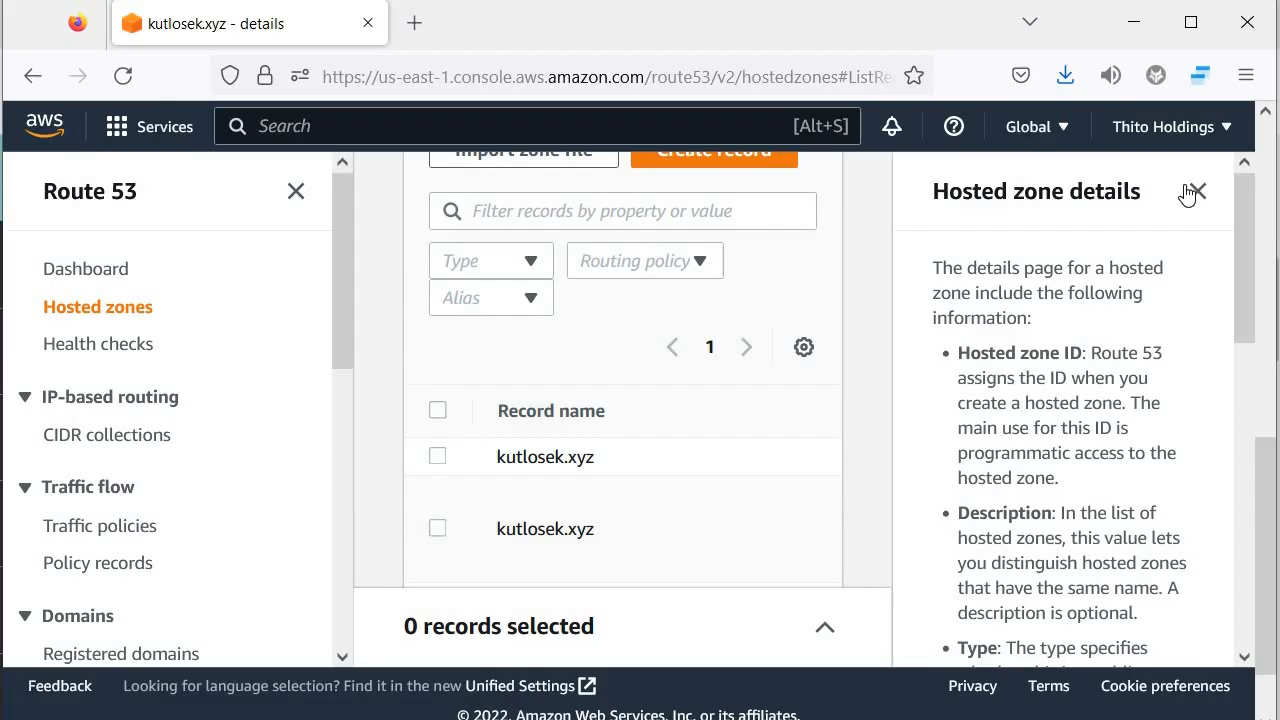 kutlosek.xyz - details
https://us-east-1.console.aws.amazon.com/route53/v2/hostedzones#ListRe
aws
Services
Search
[Alt+S]
Global
Thito Holdings
Route 53
Dashboard
Hosted zones
Health checks
IP-based routing
CIDR collections
Traffic flow
Traffic policies
Policy records
Domains
Registered domains
Import zone file
Create record
Filter records by property or value
Type
Routing policy
Alias
1
Record name
kutlosek.xyz
kutlosek.xyz
0 records selected
Hosted zone details
The details page for a hosted
zone include the following
information:
• Hosted zone ID: Route 53
assigns the ID when you
create a hosted zone. The
main use for this ID is
programmatic access to the
hosted zone.
• Description: In the list of
hosted zones, this value lets
you distinguish hosted zones
that have the same name. A
description is optional.
• Type: The type specifies
Feedback
Looking for language selection? Find it in the new Unified Settings
Privacy
Terms
Cookie preferences
© 2022, Amazon Web Services, Inc. or its affiliates.